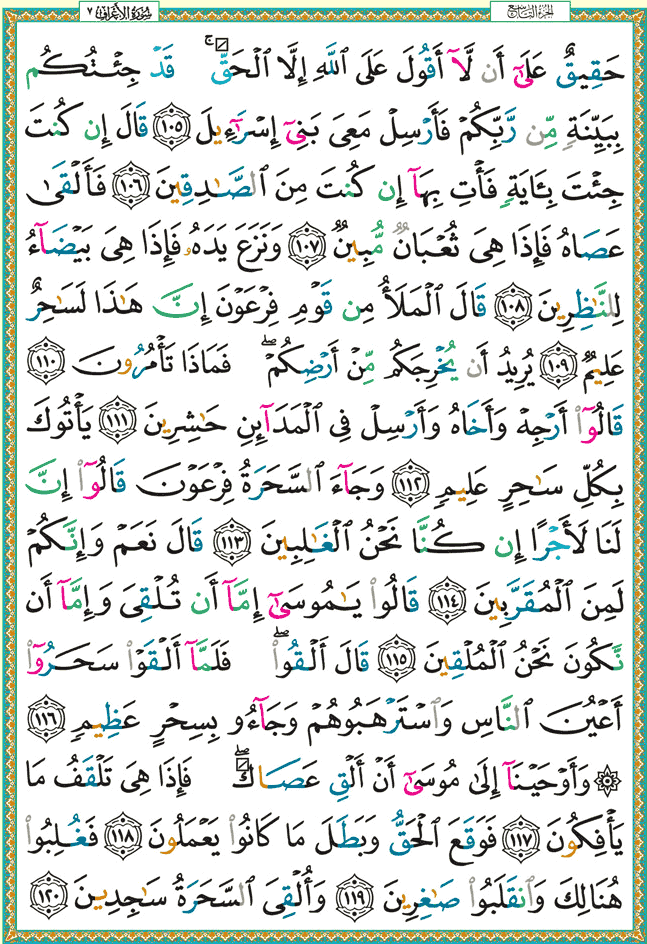 الجزء التاسع
سورة الأعراف ٧
حَقِيقٌ عَلَىٰٓ أَن لَّآ أَقُولَ عَلَى ٱللَّهِ إِلَّا ٱلْحَقَّ ۚ قَدْ جِئْتُكُم
بِبَيِّنَةٍ مِّن رَّبِّكُمْ فَأَرْسِلْ مَعِىَ بَنِىٓ إِسْرَٰٓءِيلَ ١٠٥ قَالَ إِن كُنتَ
جِئْتَ بِـَٔايَةٍ فَأْتِ بِهَآ إِن كُنتَ مِنَ ٱلصَّٰدِقِينَ ١٠٦ فَأَلْقَىٰ
عَصَاهُ فَإِذَا هِىَ ثُعْبَانٌ مُّبِينٌ ١٠٧ وَنَزَعَ يَدَهُۥ فَإِذَا هِىَ بَيْضَآءُ
لِلنَّٰظِرِينَ ١٠٨ قَالَ ٱلْمَلَأُ مِن قَوْمِ فِرْعَوْنَ إِنَّ هَٰذَا لَسَٰحِرٌ
عَلِيمٌ ١٠٩ يُرِيدُ أَن يُخْرِجَكُم مِّنْ أَرْضِكُمْ ۖ فَمَاذَا تَأْمُرُونَ ١١٠
قَالُوٓا۟ أَرْجِهْ وَأَخَاهُ وَأَرْسِلْ فِى ٱلْمَدَآئِنِ حَٰشِرِينَ ١١١ يَأْتُوكَ
بِكُلِّ سَٰحِرٍ عَلِيمٍ ١١٢ وَجَآءَ ٱلسَّحَرَةُ فِرْعَوْنَ قَالُوٓا۟ إِنَّ
لَنَا لَأَجْرًا إِن كُنَّا نَحْنُ ٱلْغَٰلِبِينَ ١١٣ قَالَ نَعَمْ وَإِنَّكُمْ
لَمِنَ ٱلْمُقَرَّبِينَ ١١٤ قَالُوا۟ يَٰمُوسَىٰٓ إِمَّآ أَن تُلْقِىَ وَإِمَّآ أَن
نَّكُونَ نَحْنُ ٱلْمُلْقِينَ ١١٥ قَالَ أَلْقُوا۟ ۖ فَلَمَّآ أَلْقَوْا۟ سَحَرُوٓا۟
أَعْيُنَ ٱلنَّاسِ وَٱسْتَرْهَبُوهُمْ وَجَآءُو بِسِحْرٍ عَظِيمٍ ١١٦
۞ وَأَوْحَيْنَآ إِلَىٰ مُوسَىٰٓ أَنْ أَلْقِ عَصَاكَ ۖ فَإِذَا هِىَ تَلْقَفُ مَا
يَأْفِكُونَ ١١٧ فَوَقَعَ ٱلْحَقُّ وَبَطَلَ مَا كَانُوا۟ يَعْمَلُونَ ١١٨ فَغُلِبُوا۟
هُنَالِكَ وَٱنقَلَبُوا۟ صَٰغِرِينَ ١١٩ وَأُلْقِىَ ٱلسَّحَرَةُ سَٰجِدِينَ ١٢٠